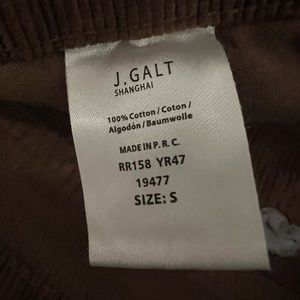 J.GALT
SHANGHAI
100% Cotton / Coton /
Algodón / Baumwolle
MADE IN P. R. C.
RR158 YR47
19477
SIZE: S